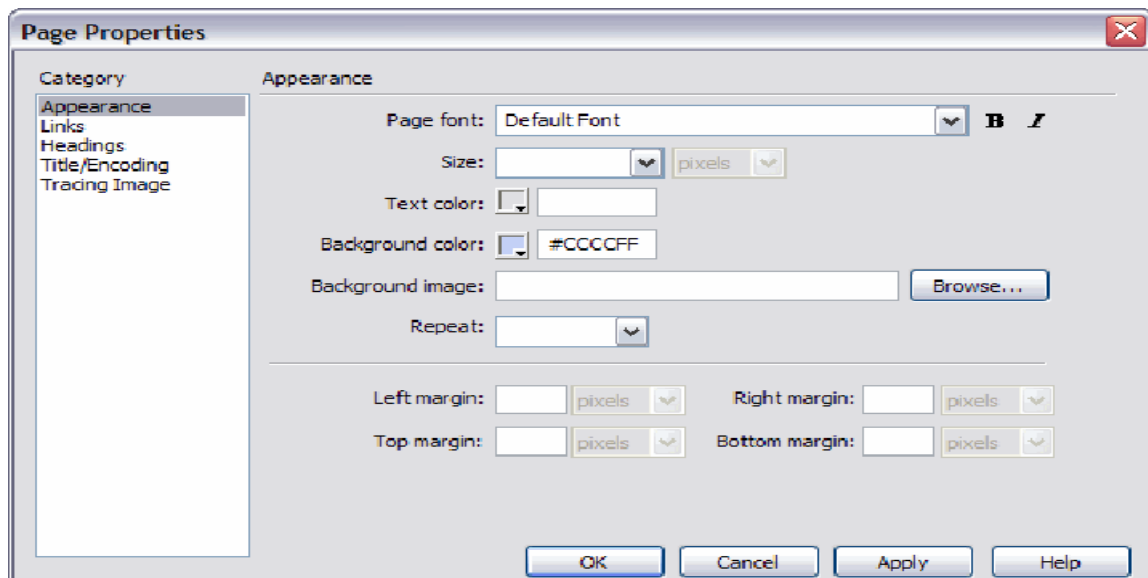 Page Properties
Category
Appearance
Links
Headings
Title/Encoding
Tracing Image
Appearance
Page font: Default Font B I
Size: pixels
Text color:
Background color: #CCCCFF
Background image: Browse...
Repeat:
Left margin: pixels Right margin: pixels
Top margin: pixels Bottom margin: pixels
OK Cancel Apply Help